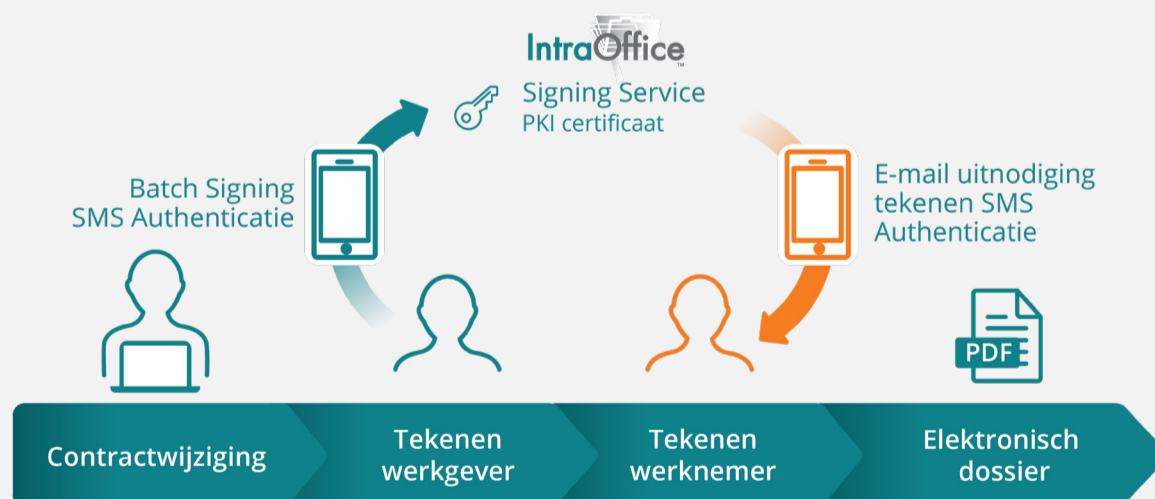 IntraOffice™
Signing Service
PKI certificaat
Batch Signing
SMS Authenticatie
E-mail uitnodiging
tekenen SMS
Authenticatie
PDF
Contractwijziging
Tekenen
werkgever
Tekenen
werknemer
Elektronisch
dossier